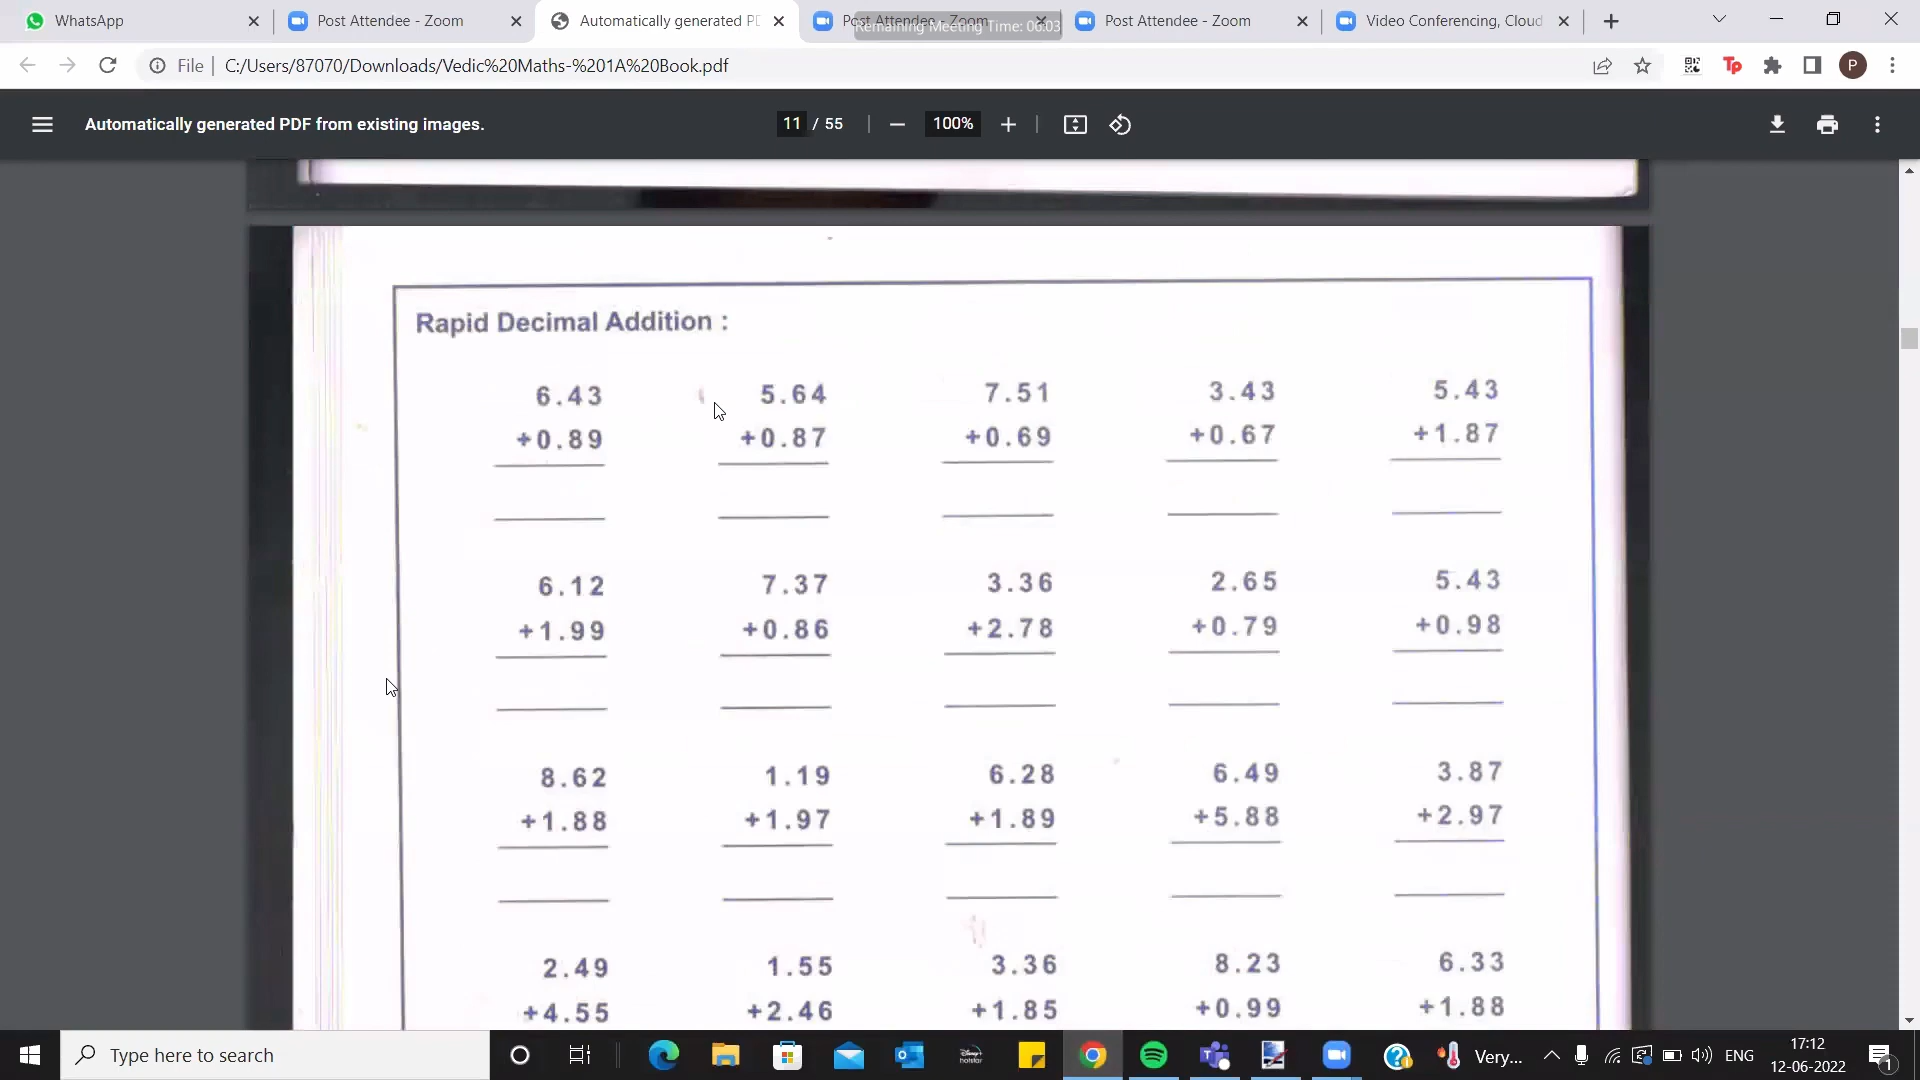 WhatsApp
Post Attendee - Zoom
Automatically generated PD
Post Attendee - Zoom
Remaining Meeting Time: 06:03
Post Attendee - Zoom
Video Conferencing, Cloud
File
C:/Users/87070/Downloads/Vedic%20Maths-%201A%20Book.pdf
Tp
P
Automatically generated PDF from existing images.
11 / 55
100%
Rapid Decimal Addition :
6.43 5.64 7.51 3.43 5.43
+0.89 +0.87 +0.69 +0.67 +1.87
6.12 7.37 3.36 2.65 5.43
+1.99 +0.86 +2.78 +0.79 +0.98
8.62 1.19 6.28 6.49 3.87
+1.88 +1.97 +1.89 +5.88 +2.97
2.49 1.55 3.36 8.23 6.33
+4.55 +2.46 +1.85 +0.99 +1.88
Type here to search
Disney+
hotstar
Very...
ENG
17:12
12-06-2022
1